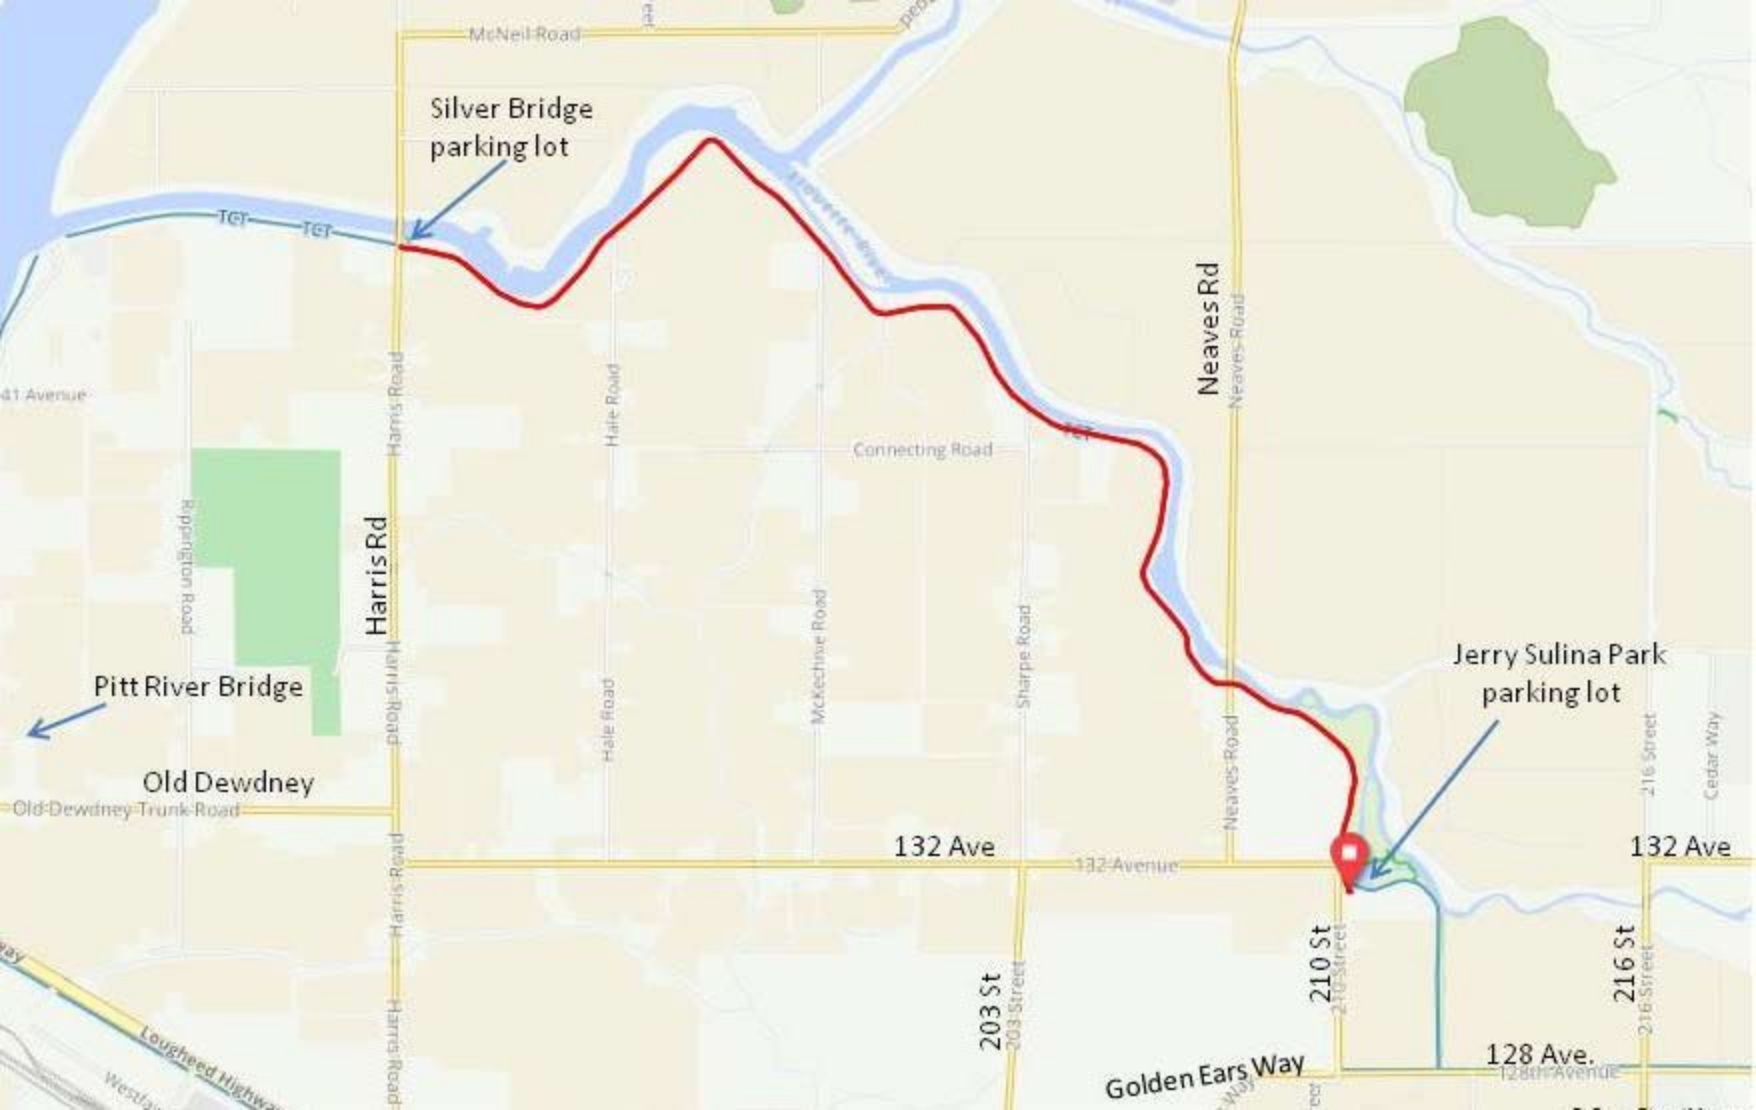 McNeil Road
Silver Bridge
parking lot
TCT
TCT
Alouette River
Neaves Rd
Neaves Road
41 Avenue
Harris Road
Hale Road
TCT
Connecting Road
Rippington Road
Harris Rd
McKechnie Road
Sharpe Road
Jerry Sulina Park
parking lot
Pitt River Bridge
Harris Road
Hale Road
Neaves Road
216 Street
Cedar Way
Old Dewdney
Old Dewdney Trunk Road
132 Ave
132 Avenue
132 Ave
Harris Road
203 St
203 Street
210 St
210 Street
216 St
216 Street
Harris Road
Lougheed Highway
Golden Ears Way
Way
128 Ave.
128th Avenue